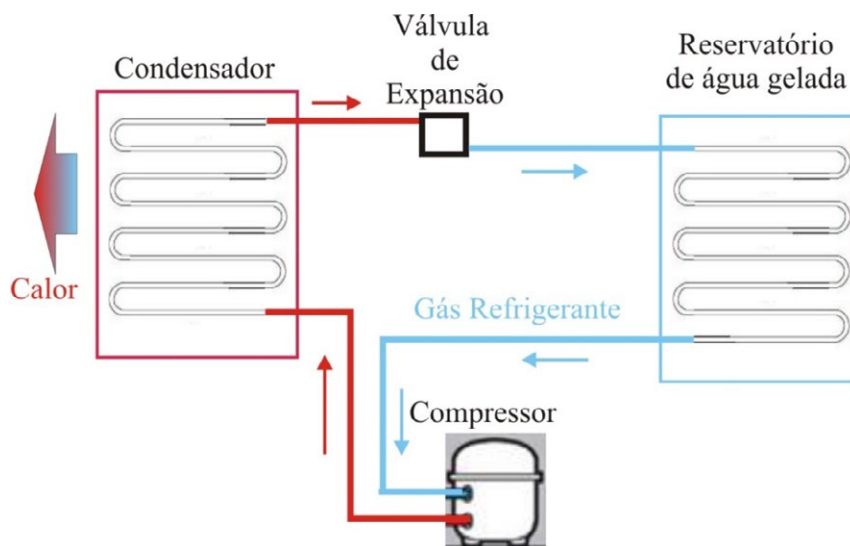 Condensador
Válvula
de
Expansão
Reservatório
de água gelada
Calor
Gás Refrigerante
Compressor